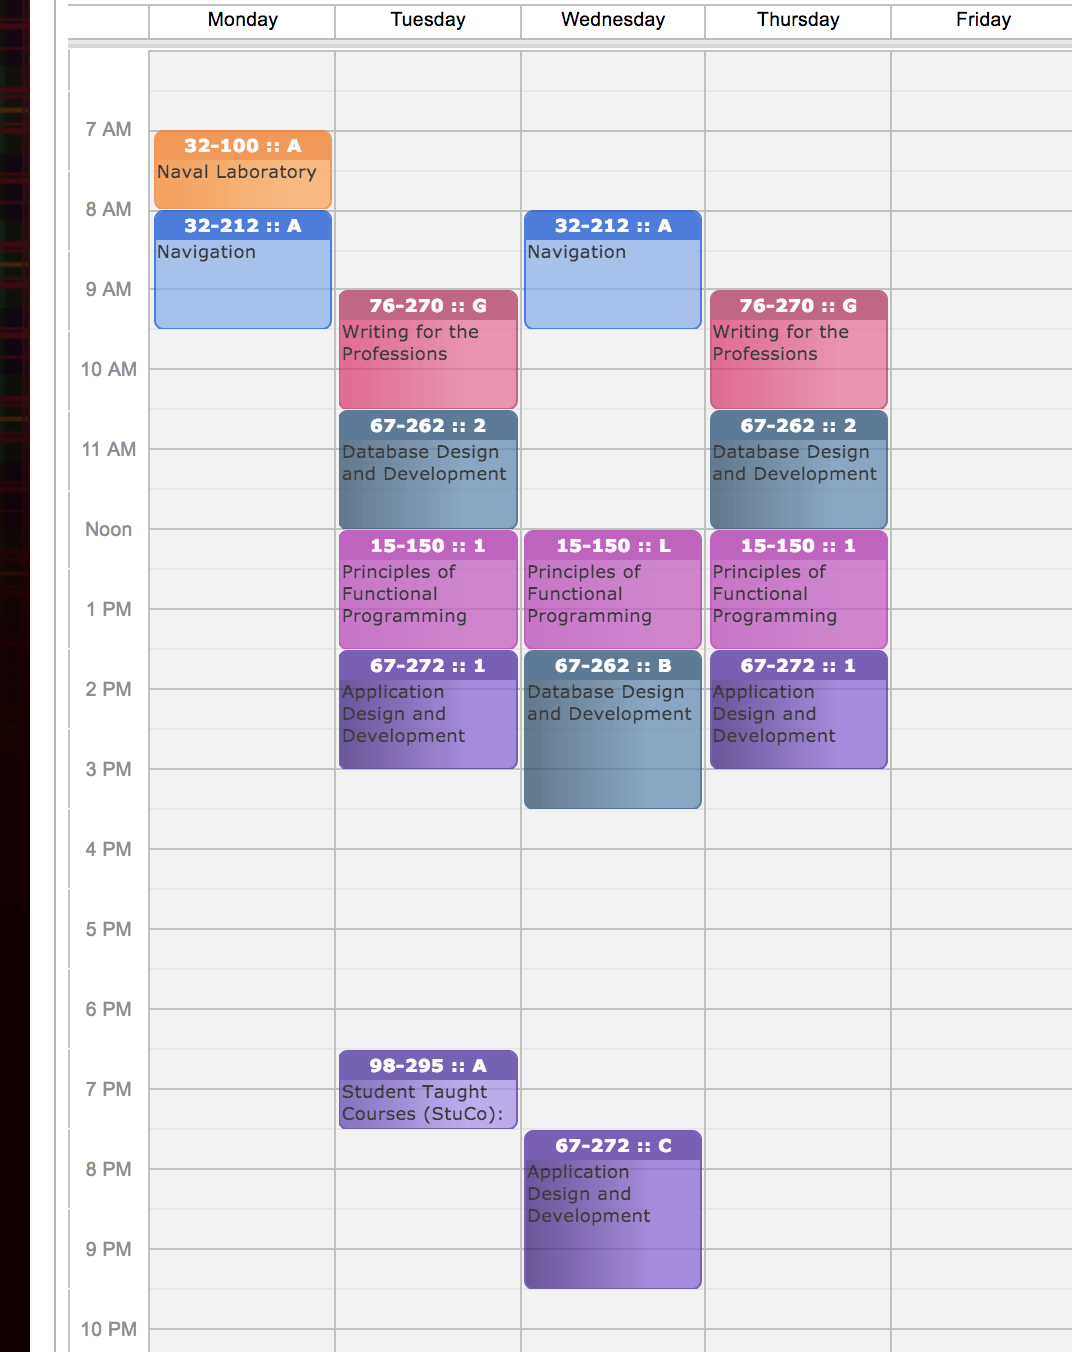 Monday Tuesday Wednesday Thursday Friday
7 AM
32-100 :: A
Naval Laboratory
8 AM
32-212 :: A
Navigation
32-212 :: A
Navigation
9 AM
76-270 :: G
Writing for the
Professions
76-270 :: G
Writing for the
Professions
10 AM
67-262 :: 2
Database Design
and Development
67-262 :: 2
Database Design
and Development
11 AM
Noon
15-150 :: 1
Principles of
Functional
Programming
15-150 :: L
Principles of
Functional
Programming
15-150 :: 1
Principles of
Functional
Programming
1 PM
67-272 :: 1
Application
Design and
Development
67-262 :: B
Database Design
and Development
67-272 :: 1
Application
Design and
Development
2 PM
3 PM
4 PM
5 PM
6 PM
98-295 :: A
Student Taught
Courses (StuCo):
7 PM
67-272 :: C
Application
Design and
Development
8 PM
9 PM
10 PM